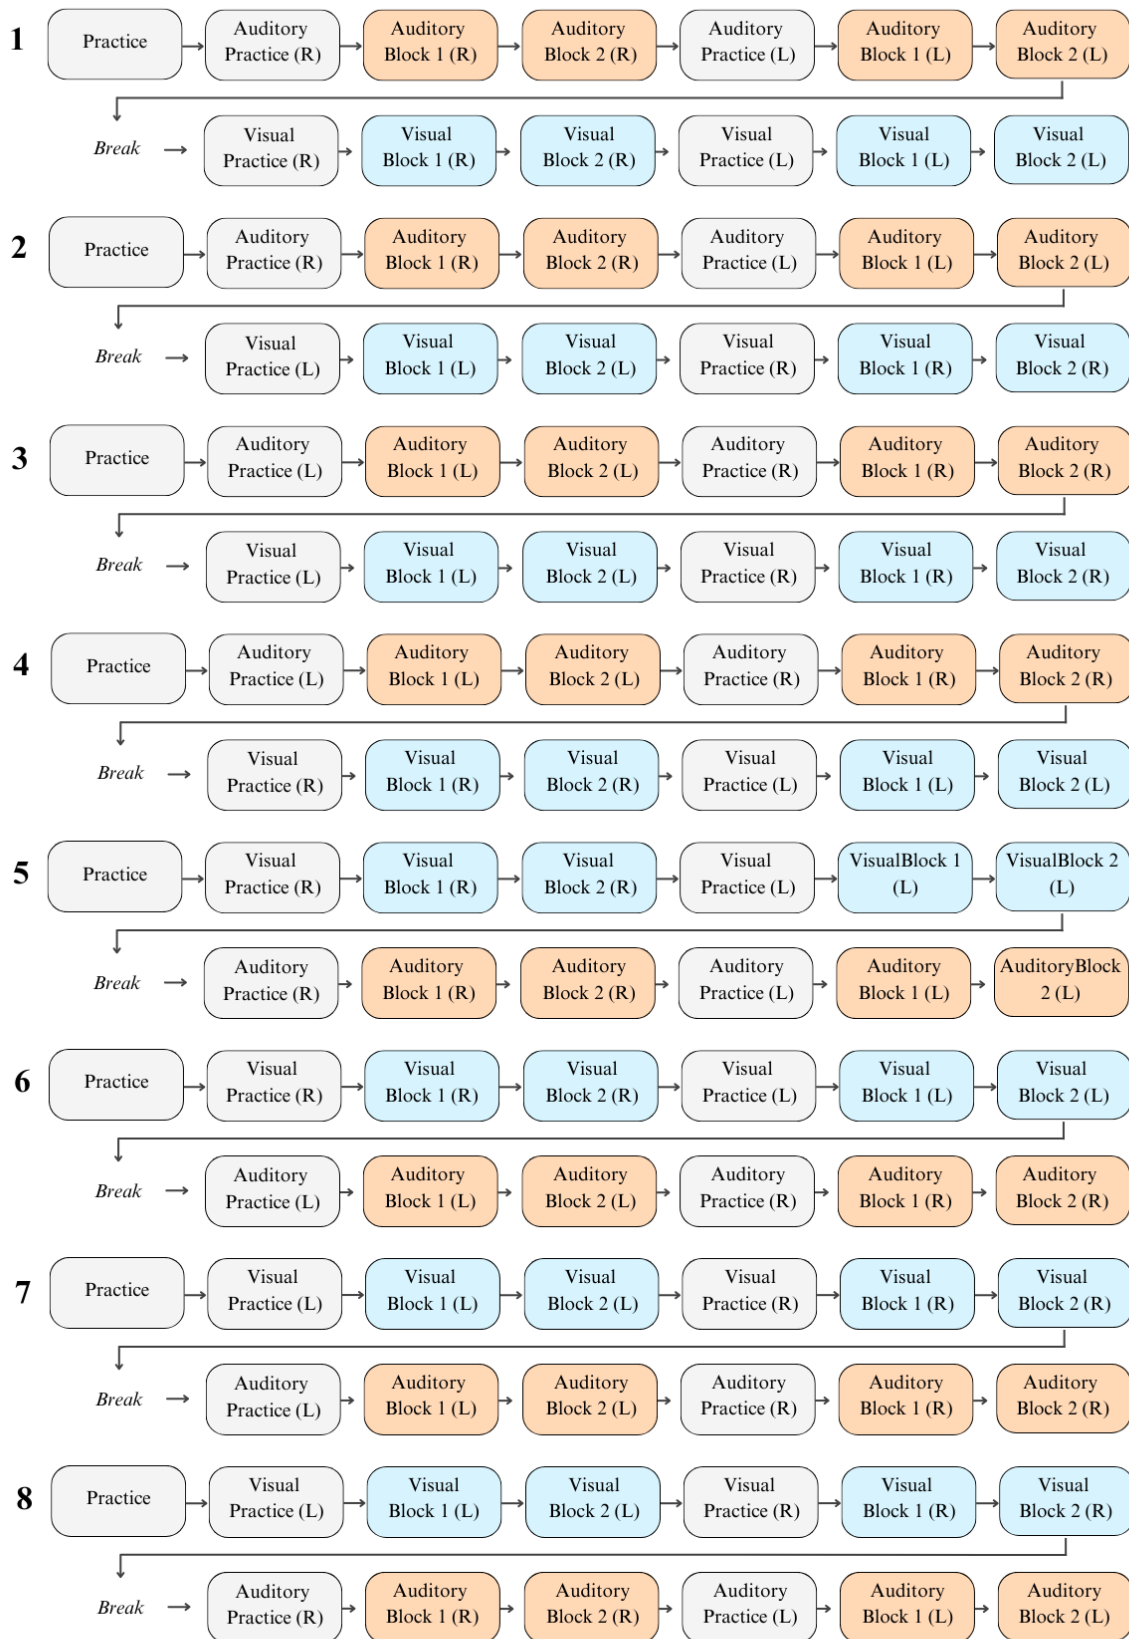 1
Practice
Auditory
Practice (R)
Auditory
Block 1 (R)
Auditory
Block 2 (R)
Auditory
Practice (L)
Auditory
Block 1 (L)
Auditory
Block 2 (L)
Break
Visual
Practice (R)
Visual
Block 1 (R)
Visual
Block 2 (R)
Visual
Practice (L)
Visual
Block 1 (L)
Visual
Block 2 (L)
2
Practice
Auditory
Practice (R)
Auditory
Block 1 (R)
Auditory
Block 2 (R)
Auditory
Practice (L)
Auditory
Block 1 (L)
Auditory
Block 2 (L)
Break
Visual
Practice (L)
Visual
Block 1 (L)
Visual
Block 2 (L)
Visual
Practice (R)
Visual
Block 1 (R)
Visual
Block 2 (R)
3
Practice
Auditory
Practice (L)
Auditory
Block 1 (L)
Auditory
Block 2 (L)
Auditory
Practice (R)
Auditory
Block 1 (R)
Auditory
Block 2 (R)
Break
Visual
Practice (L)
Visual
Block 1 (L)
Visual
Block 2 (L)
Visual
Practice (R)
Visual
Block 1 (R)
Visual
Block 2 (R)
4
Practice
Auditory
Practice (L)
Auditory
Block 1 (L)
Auditory
Block 2 (L)
Auditory
Practice (R)
Auditory
Block 1 (R)
Auditory
Block 2 (R)
Break
Visual
Practice (R)
Visual
Block 1 (R)
Visual
Block 2 (R)
Visual
Practice (L)
Visual
Block 1 (L)
Visual
Block 2 (L)
5
Practice
Visual
Practice (R)
Visual
Block 1 (R)
Visual
Block 2 (R)
Visual
Practice (L)
VisualBlock 1
(L)
VisualBlock 2
(L)
Break
Auditory
Practice (R)
Auditory
Block 1 (R)
Auditory
Block 2 (R)
Auditory
Practice (L)
Auditory
Block 1 (L)
AuditoryBlock
2 (L)
6
Practice
Visual
Practice (R)
Visual
Block 1 (R)
Visual
Block 2 (R)
Visual
Practice (L)
Visual
Block 1 (L)
Visual
Block 2 (L)
Break
Auditory
Practice (L)
Auditory
Block 1 (L)
Auditory
Block 2 (L)
Auditory
Practice (R)
Auditory
Block 1 (R)
Auditory
Block 2 (R)
7
Practice
Visual
Practice (L)
Visual
Block 1 (L)
Visual
Block 2 (L)
Visual
Practice (R)
Visual
Block 1 (R)
Visual
Block 2 (R)
Break
Auditory
Practice (L)
Auditory
Block 1 (L)
Auditory
Block 2 (L)
Auditory
Practice (R)
Auditory
Block 1 (R)
Auditory
Block 2 (R)
8
Practice
Visual
Practice (L)
Visual
Block 1 (L)
Visual
Block 2 (L)
Visual
Practice (R)
Visual
Block 1 (R)
Visual
Block 2 (R)
Break
Auditory
Practice (R)
Auditory
Block 1 (R)
Auditory
Block 2 (R)
Auditory
Practice (L)
Auditory
Block 1 (L)
Auditory
Block 2 (L)